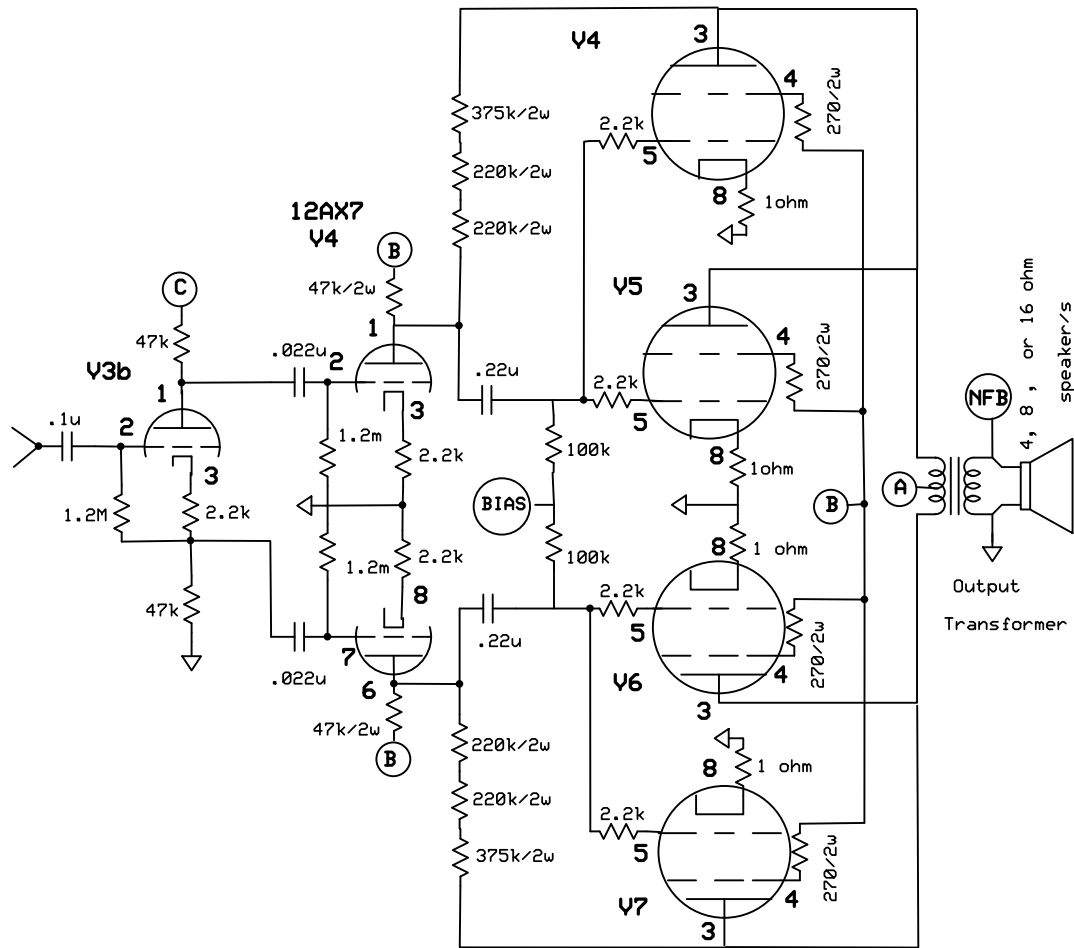 V4
3
4
270/2w
375k/2w
2.2k
5
220k/2w
8
1ohm
220k/2w
12AX7
V4
B
C
47k/2w
V5
3
4
270/2w
47k
1
.022u
2
V3b
1
.22u
2.2k
5
3
.1u
2
1.2m
2.2k
100k
8
1ohm
3
NFB
4, 8 , or 16 ohm
speaker/s
A
1.2M
2.2k
BIAS
B
8
1 ohm
1.2m
2.2k
100k
8
2.2k
5
Output
Transformer
47k
.22u
270/2w
7
V6
4
.022u
6
3
47k/2w
B
220k/2w
8
1 ohm
220k/2w
2.2k
5
375k/2w
270/2w
4
V7
3